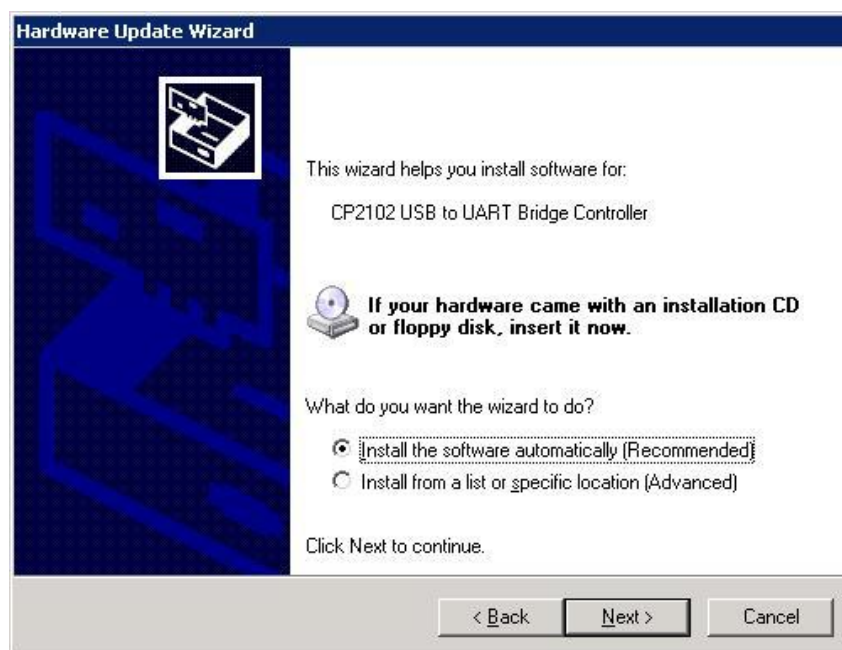 Hardware Update Wizard
This wizard helps you install software for:
CP2102 USB to UART Bridge Controller
If your hardware came with an installation CD
or floppy disk, insert it now.
What do you want the wizard to do?
Install the software automatically (Recommended)
Install from a list or specific location (Advanced)
Click Next to continue.
< Back
Next >
Cancel